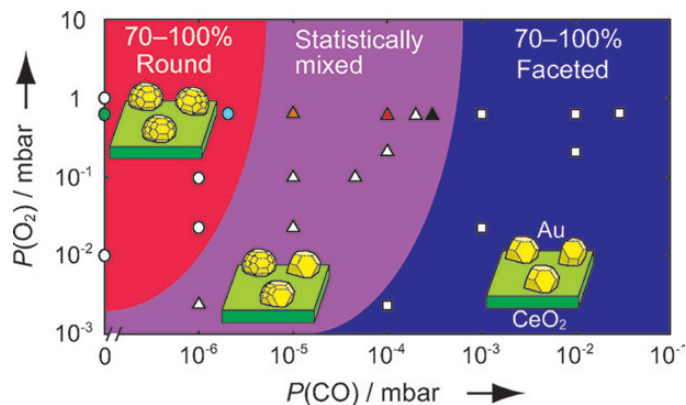 70–100%
Round
Statistically
mixed
70–100%
Faceted
10
1
10⁻¹
10⁻²
10⁻³
P(O₂) / mbar
Au
CeO₂
0
10⁻⁶
10⁻⁵
10⁻⁴
10⁻³
10⁻²
10⁻¹
P(CO) / mbar